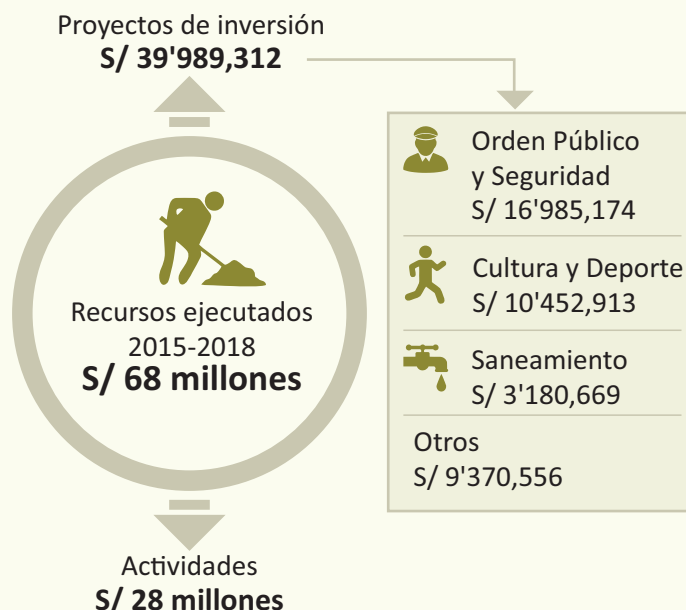 Proyectos de inversión
S/ 39'989,312
Orden Público
y Seguridad
S/ 16'985,174
Cultura y Deporte
S/ 10'452,913
Saneamiento
S/ 3'180,669
Otros
S/ 9'370,556
Recursos ejecutados
2015-2018
S/ 68 millones
Actividades
S/ 28 millones